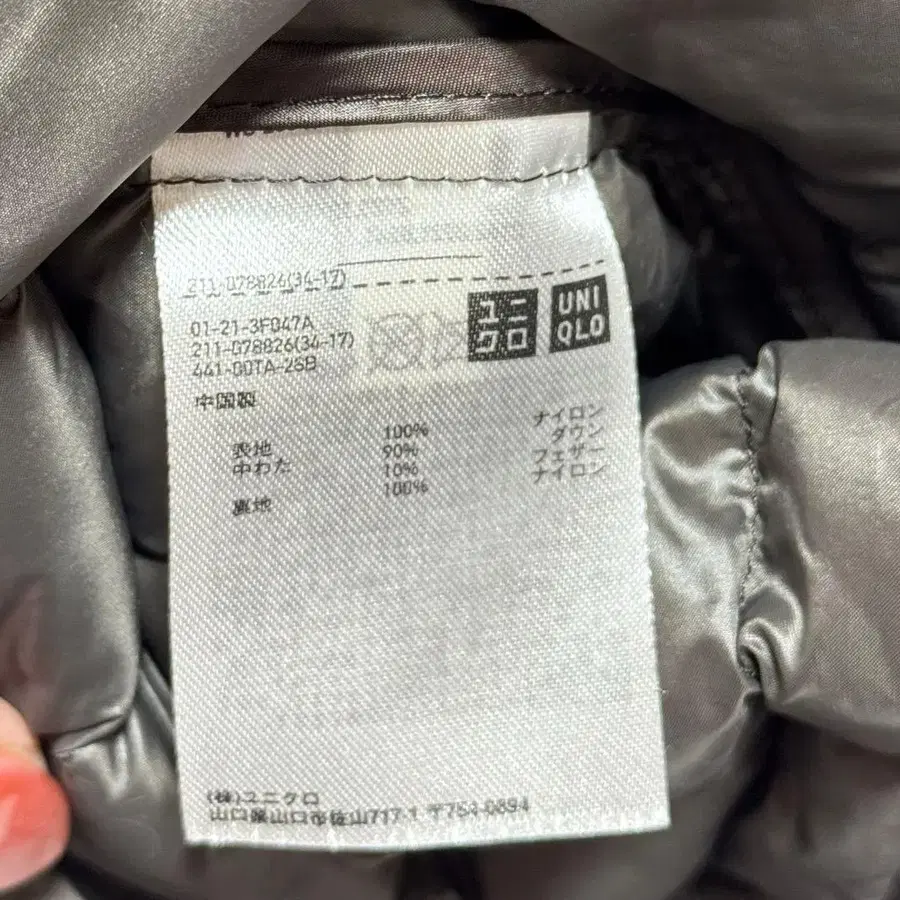 211-078826(34-17)
ユニクロ
UNIQLO
01-21-3F047A
211-078826(34-17)
441-00TA-26B
中国製
表地 100% ナイロン
中わた 90% ダウン
10% フェザー
裏地 100% ナイロン
(株)ユニクロ
山口県山口市佐山717-1 〒754-0894